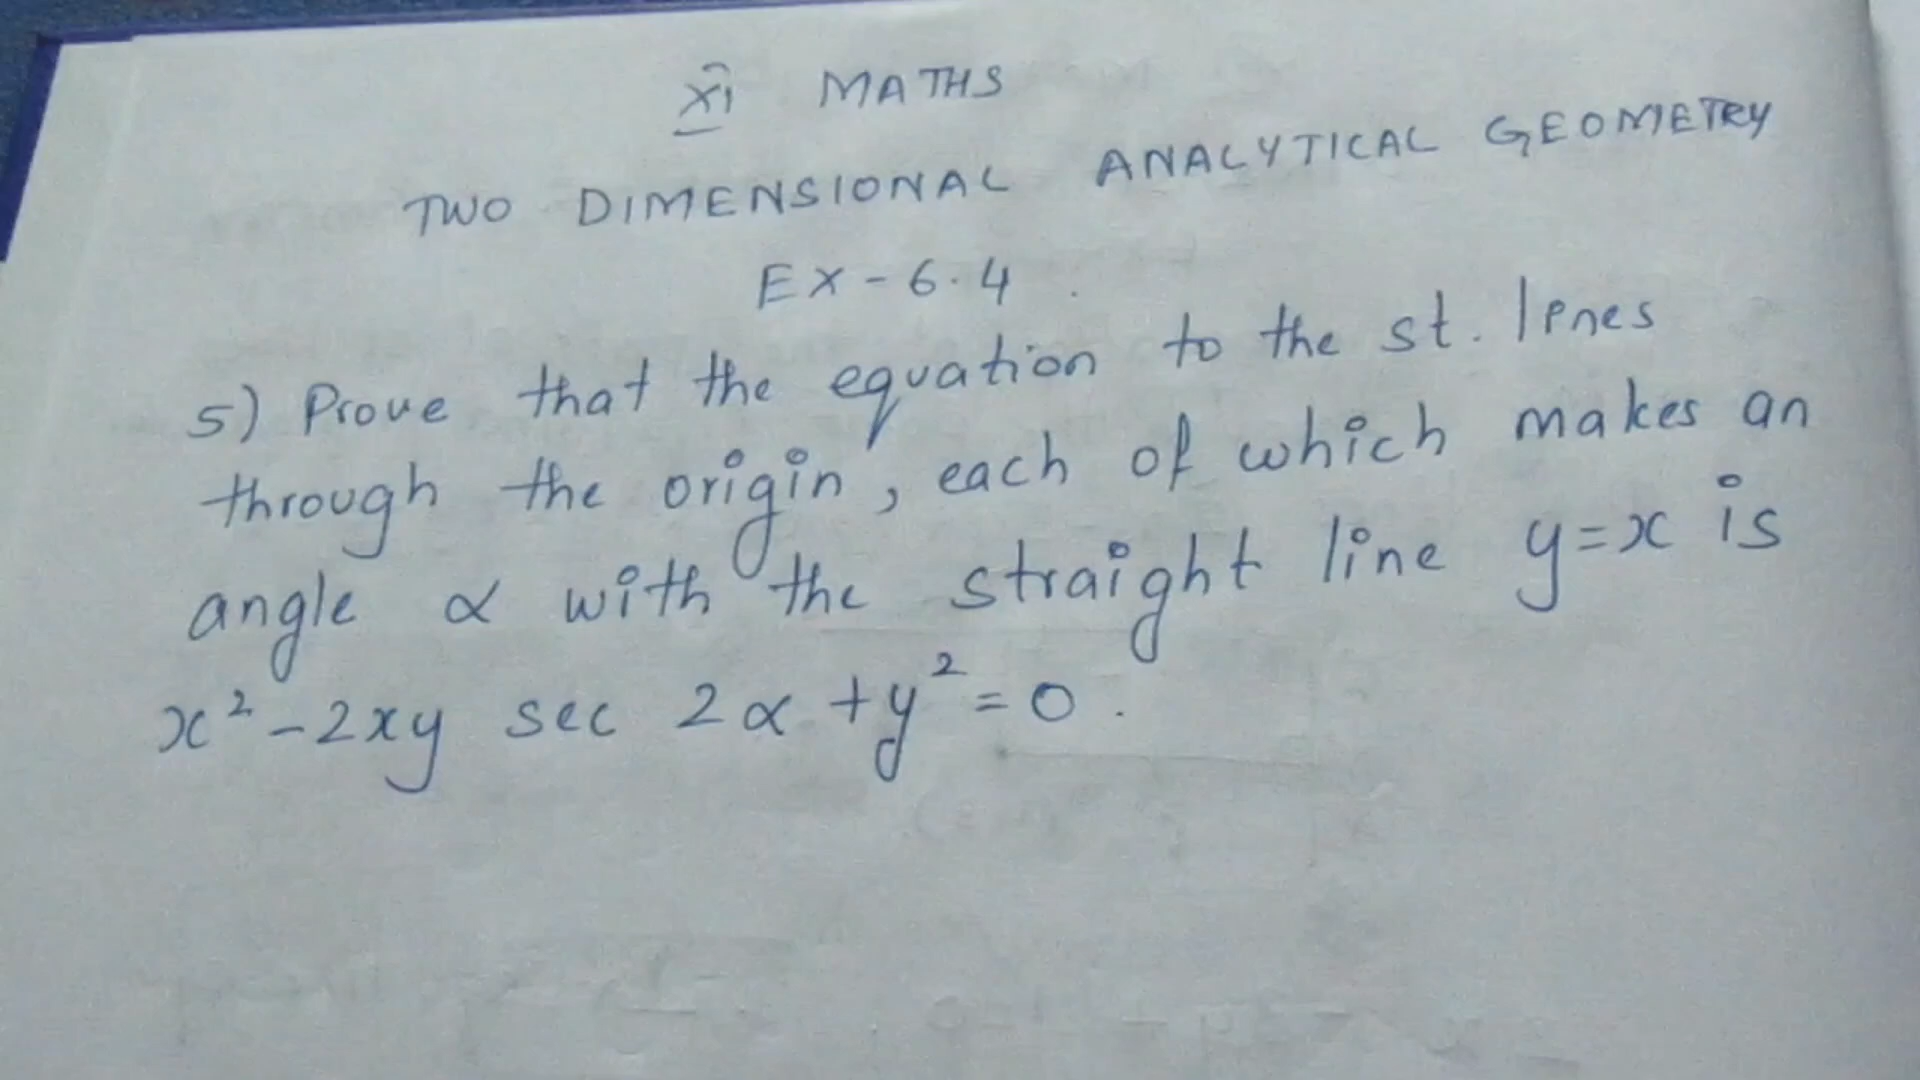 XI MATHS
TWO DIMENSIONAL ANALYTICAL GEOMETRY
EX-6.4
5) Prove that the equation to the st. lines
through the origin, each of which makes an
angle α with the straight line y=x is
x²-2xy sec 2α+y²=0.